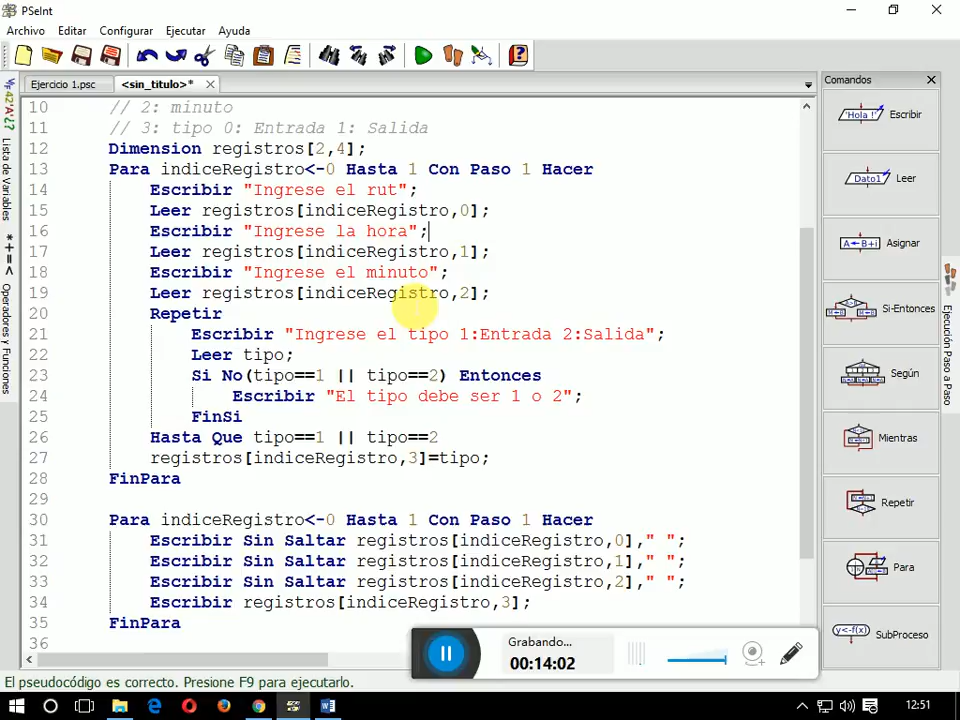 PSeInt
Archivo Editar Configurar Ejecutar Ayuda
Ejercicio 1.psc <sin_titulo>*
Lista de Variables
Operadores y Funciones
10 // 2: minuto
11 // 3: tipo 0: Entrada 1: Salida
12 Dimension registros[2,4];
13 Para indiceRegistro<-0 Hasta 1 Con Paso 1 Hacer
14 Escribir "Ingrese el rut";
15 Leer registros[indiceRegistro,0];
16 Escribir "Ingrese la hora";
17 Leer registros[indiceRegistro,1];
18 Escribir "Ingrese el minuto";
19 Leer registros[indiceRegistro,2];
20 Repetir
21 Escribir "Ingrese el tipo 1:Entrada 2:Salida";
22 Leer tipo;
23 Si No(tipo==1 || tipo==2) Entonces
24 Escribir "El tipo debe ser 1 o 2";
25 FinSi
26 Hasta Que tipo==1 || tipo==2
27 registros[indiceRegistro,3]=tipo;
28 FinPara
29
30 Para indiceRegistro<-0 Hasta 1 Con Paso 1 Hacer
31 Escribir Sin Saltar registros[indiceRegistro,0]," ";
32 Escribir Sin Saltar registros[indiceRegistro,1]," ";
33 Escribir Sin Saltar registros[indiceRegistro,2]," ";
34 Escribir registros[indiceRegistro,3];
35 FinPara
36
Comandos
'Hola !' Escribir
Dato1 Leer
A←B+i Asignar
Si-Entonces
Según
Mientras
Repetir
Para
y<-f(x) SubProceso
Ejecución Paso a Paso
Grabando...
00:14:02
El pseudocódigo es correcto. Presione F9 para ejecutarlo.
12:51